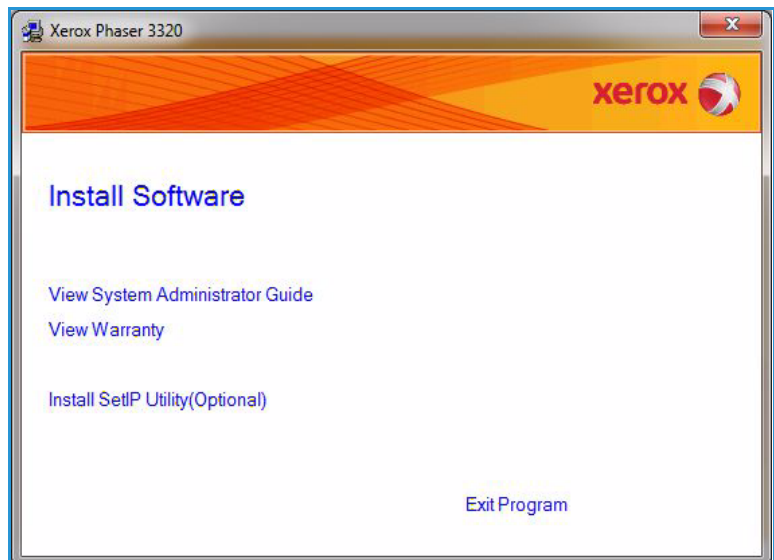 Xerox Phaser 3320
xerox
Install Software
View System Administrator Guide
View Warranty
Install SetIP Utility(Optional)
Exit Program